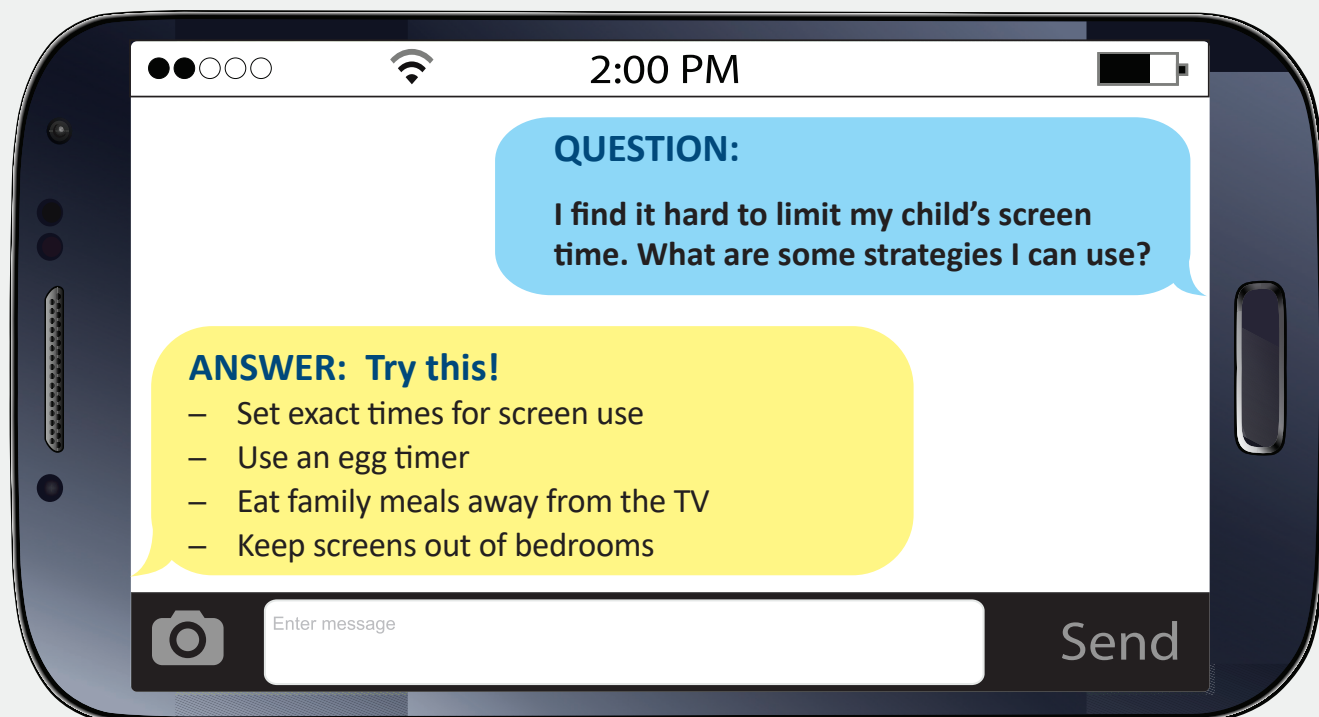 2:00 PM
QUESTION:
I find it hard to limit my child’s screen
time. What are some strategies I can use?
ANSWER:  Try this!
–  Set exact times for screen use
–  Use an egg timer
–  Eat family meals away from the TV
–  Keep screens out of bedrooms
Enter message
Send